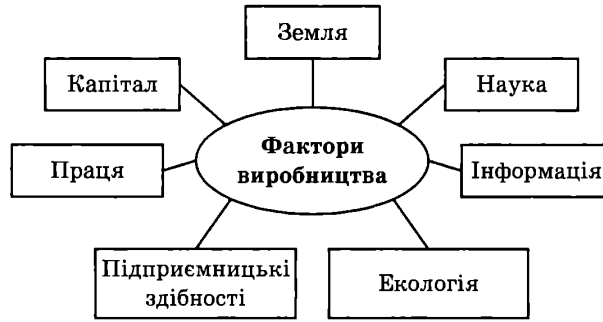 Земля
Капітал
Наука
Фактори
виробництва
Праця
Інформація
Підприємницькі
здібності
Екологія